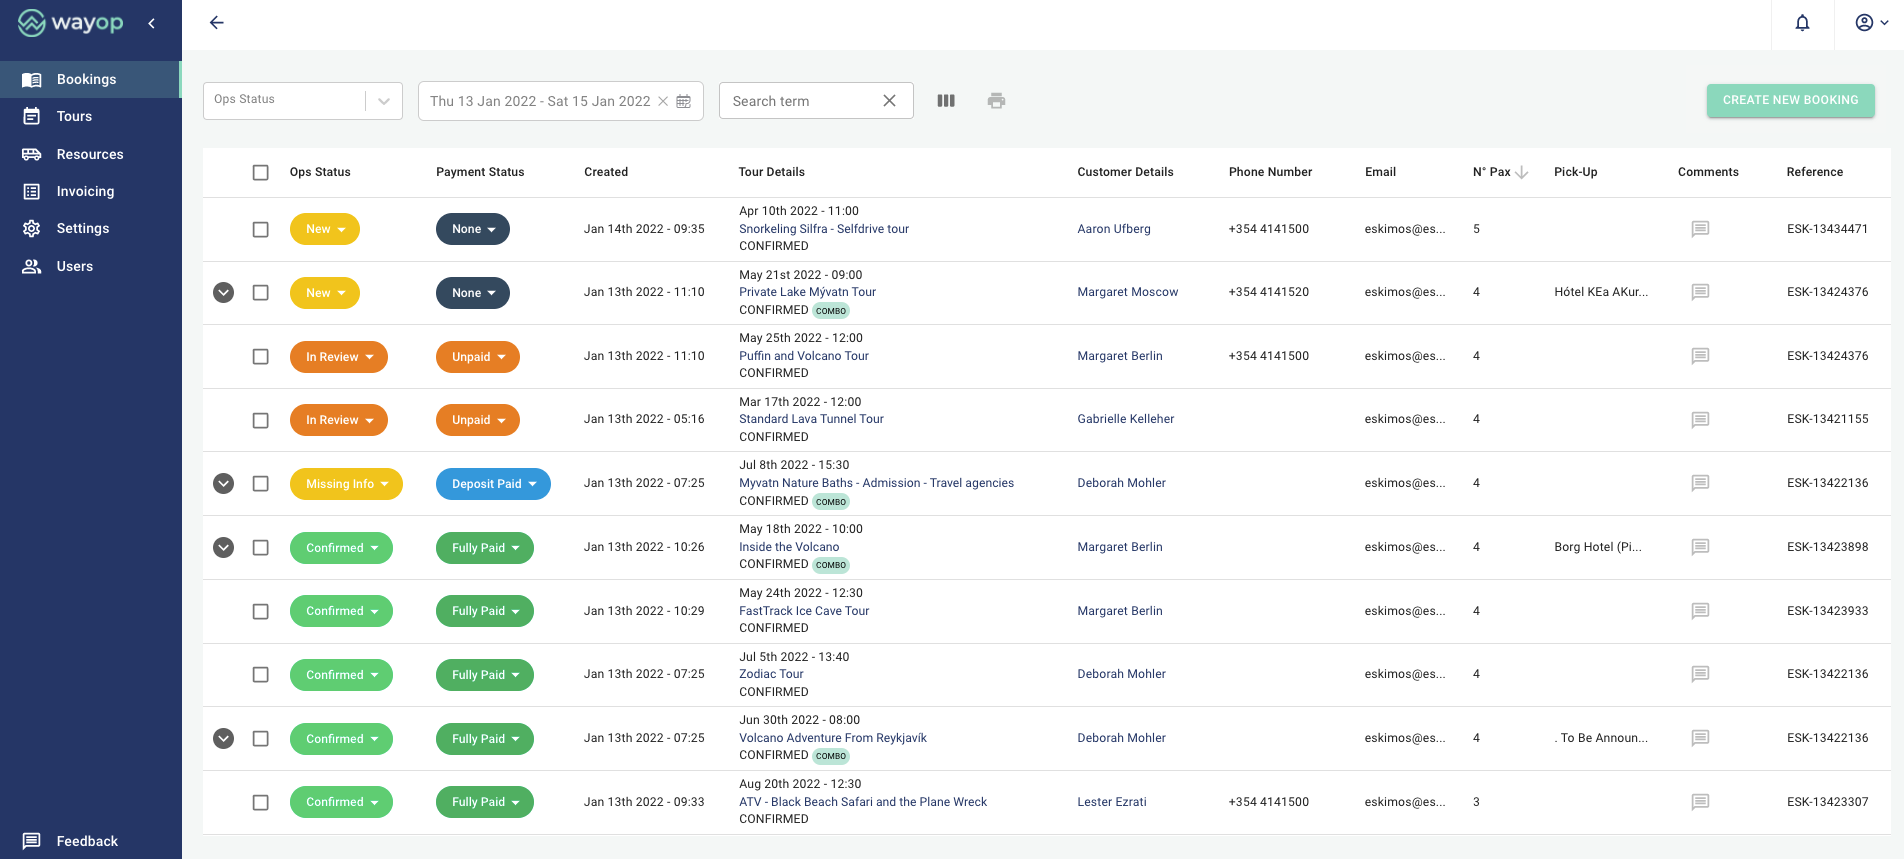 wayop
Bookings
Tours
Resources
Invoicing
Settings
Users
Feedback
Ops Status
Thu 13 Jan 2022 - Sat 15 Jan 2022
Search term
CREATE NEW BOOKING
Ops Status Payment Status Created Tour Details Customer Details Phone Number Email N° Pax Pick-Up Comments Reference
Apr 10th 2022 - 11:00
New None Jan 14th 2022 - 09:35 Snorkeling Silfra - Selfdrive tour Aaron Ufberg +354 4141500 eskimos@es... 5 ESK-13434471
CONFIRMED
May 21st 2022 - 09:00
New None Jan 13th 2022 - 11:10 Private Lake Mývatn Tour Margaret Moscow +354 4141520 eskimos@es... 4 Hótel KEa AKur... ESK-13424376
CONFIRMED COMBO
May 25th 2022 - 12:00
In Review Unpaid Jan 13th 2022 - 11:10 Puffin and Volcano Tour Margaret Berlin +354 4141500 eskimos@es... 4 ESK-13424376
CONFIRMED
Mar 17th 2022 - 12:00
In Review Unpaid Jan 13th 2022 - 05:16 Standard Lava Tunnel Tour Gabrielle Kelleher eskimos@es... 4 ESK-13421155
CONFIRMED
Jul 8th 2022 - 15:30
Missing Info Deposit Paid Jan 13th 2022 - 07:25 Myvatn Nature Baths - Admission - Travel agencies Deborah Mohler eskimos@es... 4 ESK-13422136
CONFIRMED COMBO
May 18th 2022 - 10:00
Confirmed Fully Paid Jan 13th 2022 - 10:26 Inside the Volcano Margaret Berlin eskimos@es... 4 Borg Hotel (Pi... ESK-13423898
CONFIRMED COMBO
May 24th 2022 - 12:30
Confirmed Fully Paid Jan 13th 2022 - 10:29 FastTrack Ice Cave Tour Margaret Berlin eskimos@es... 4 ESK-13423933
CONFIRMED
Jul 5th 2022 - 13:40
Confirmed Fully Paid Jan 13th 2022 - 07:25 Zodiac Tour Deborah Mohler eskimos@es... 4 ESK-13422136
CONFIRMED
Jun 30th 2022 - 08:00
Confirmed Fully Paid Jan 13th 2022 - 07:25 Volcano Adventure From Reykjavík Deborah Mohler eskimos@es... 4 . To Be Announ... ESK-13422136
CONFIRMED COMBO
Aug 20th 2022 - 12:30
Confirmed Fully Paid Jan 13th 2022 - 09:33 ATV - Black Beach Safari and the Plane Wreck Lester Ezrati +354 4141500 eskimos@es... 3 ESK-13423307
CONFIRMED